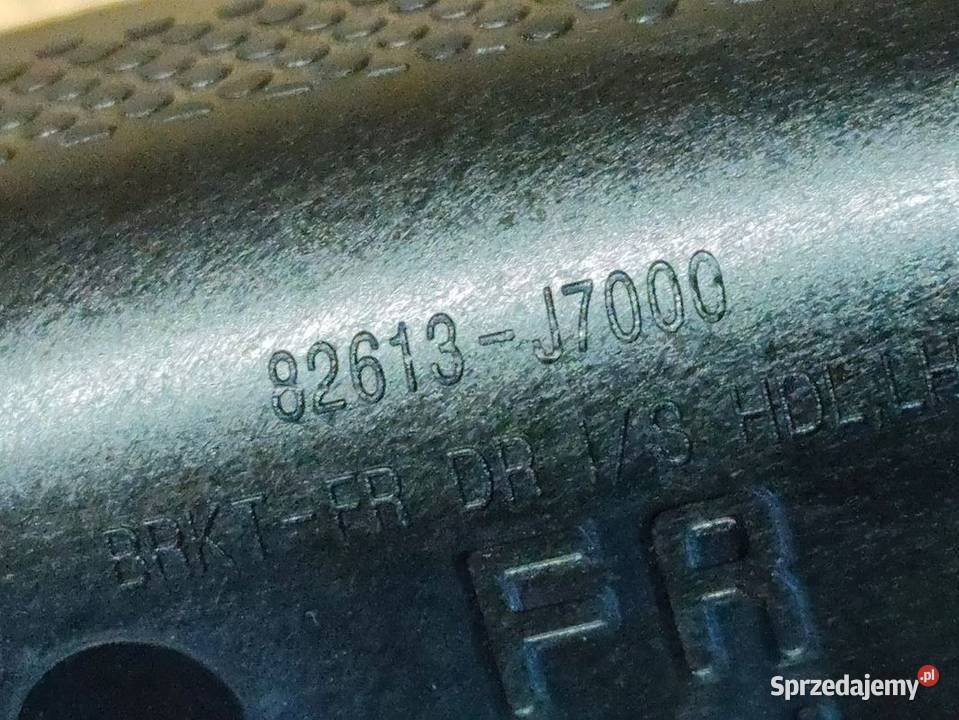 82613-J7000
BRKT-FR DR I/S HDL,LH
FR
Sprzedajemy.pl